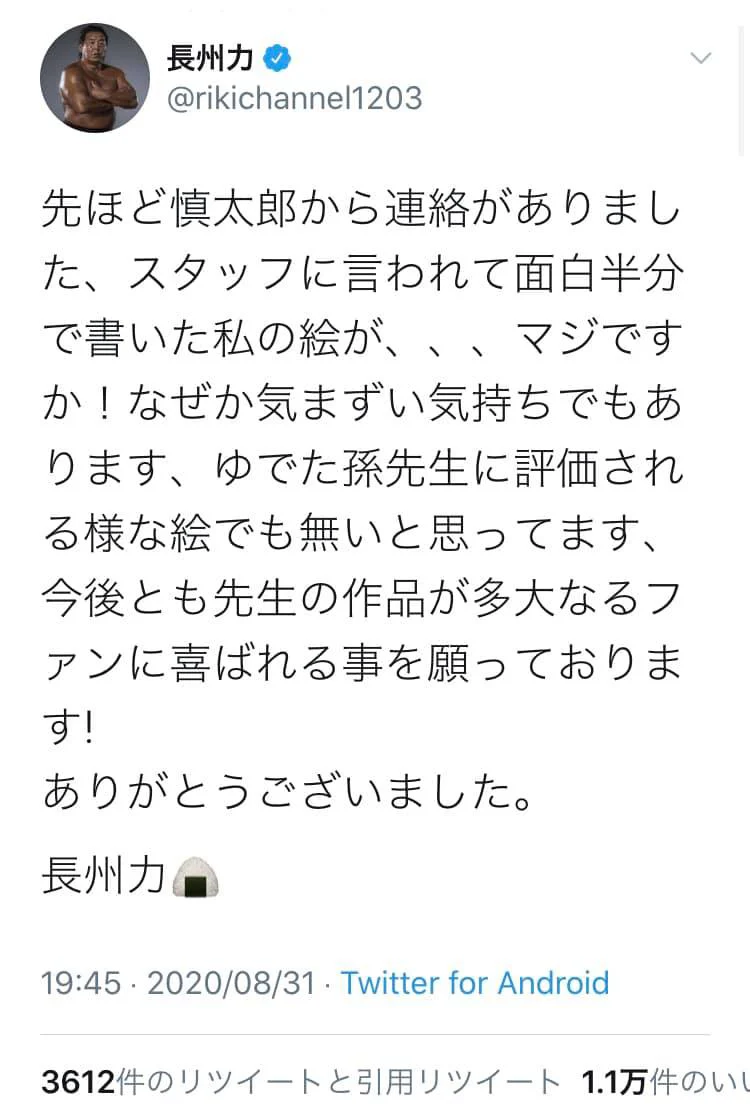 長州力
@rikichannel1203
先ほど慎太郎から連絡がありまし
た、スタッフに言われて面白半分
で書いた私の絵が、、、マジです
か！なぜか気まずい気持ちでもあ
ります、ゆでた孫先生に評価され
る様な絵でも無いと思ってます、
今後とも先生の作品が多大なるフ
ァンに喜ばれる事を願っておりま
す!
ありがとうございました。
長州力🍙
19:45 · 2020/08/31 · Twitter for Android
3612件のリツイートと引用リツイート 1.1万件のい